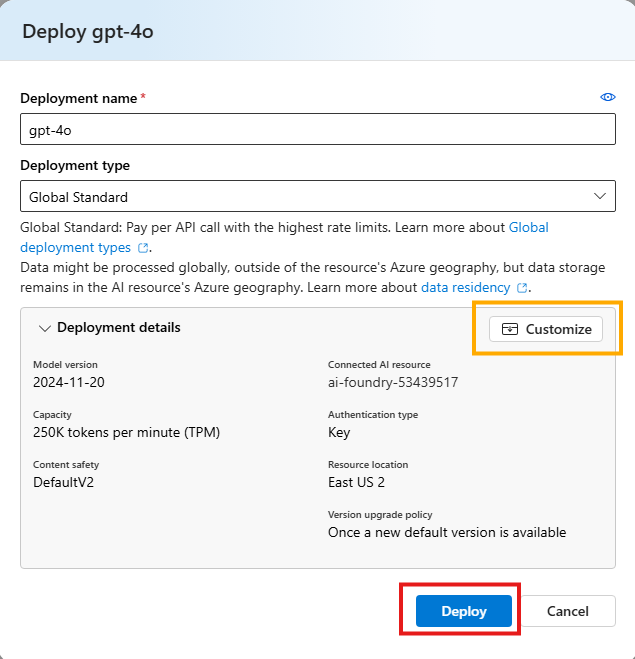 Deploy gpt-4o
Deployment name *
gpt-4o
Deployment type
Global Standard
Global Standard: Pay per API call with the highest rate limits. Learn more about Global
deployment types .
Data might be processed globally, outside of the resource's Azure geography, but data storage
remains in the AI resource's Azure geography. Learn more about data residency .
Deployment details
Customize
Model version
2024-11-20
Connected AI resource
ai-foundry-53439517
Capacity
250K tokens per minute (TPM)
Authentication type
Key
Content safety
DefaultV2
Resource location
East US 2
Version upgrade policy
Once a new default version is available
Deploy
Cancel